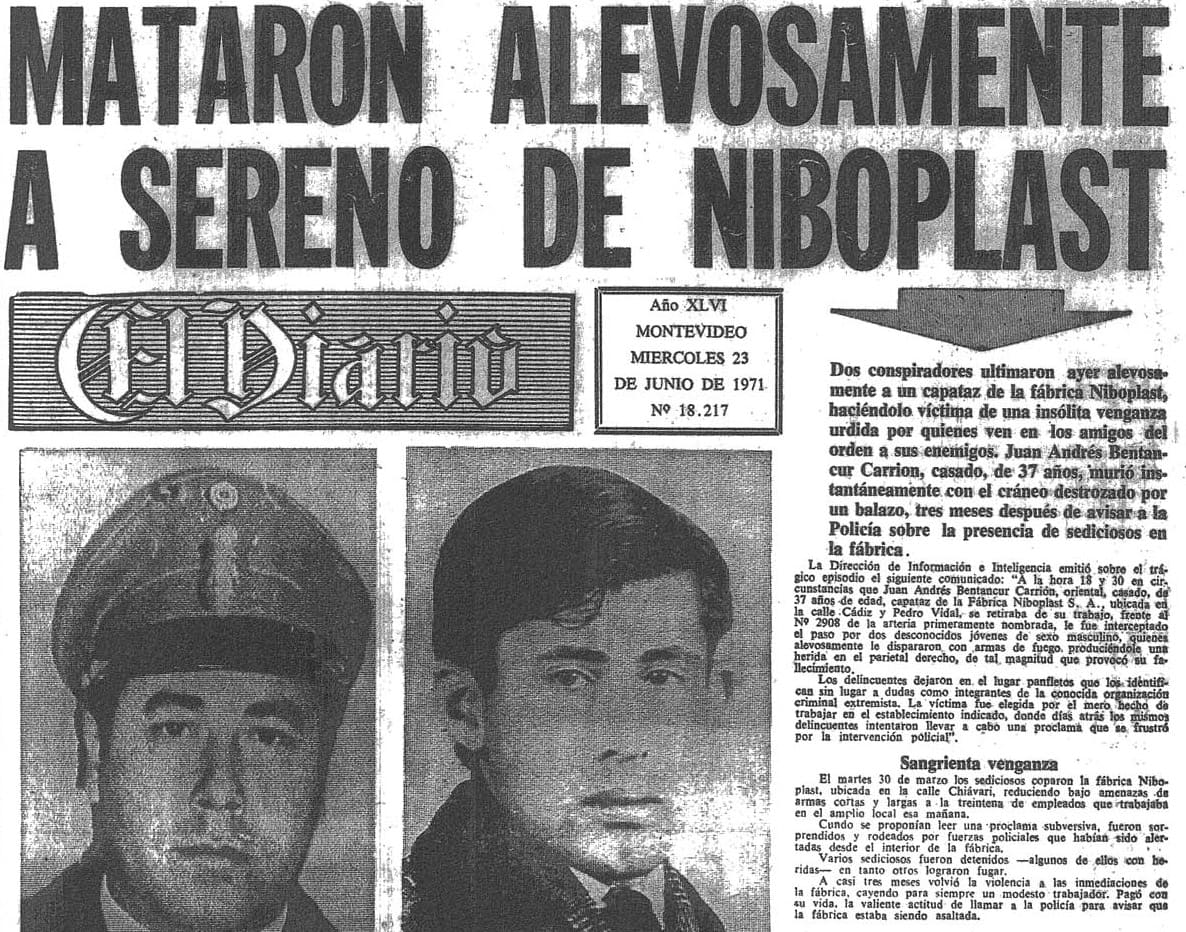 MATARON ALEVOSAMENTE
A SERENO DE NIBOPLAST
El Diario
Año XLVI
MONTEVIDEO
MIERCOLES 23
DE JUNIO DE 1971
Nº 18.217
Dos conspiradores ultimaron ayer alevosa-
mente a un capataz de la fábrica Niboplast,
haciéndolo víctima de una insólita venganza
urdida por quienes ven en los amigos del
orden a sus enemigos. Juan Andrés Bentan-
cur Carrion, casado, de 37 años, murió ins-
tantáneamente con el cráneo destrozado por
un balazo, tres meses después de avisar a la
Policía sobre la presencia de sediciosos en
la fábrica.
La Dirección de Información e Inteligencia emitió sobre el trá-
gico episodio el siguiente comunicado: "A la hora 18 y 30 en cir-
cunstancias que Juan Andrés Bentancur Carrión, oriental, casado, de
37 años de edad, capataz de la Fábrica Niboplast S. A., ubicada en
la calle Cádiz y Pedro Vidal, se retiraba de su trabajo, frente al
Nº 2908 de la arteria primeramente nombrada, le fue interceptado
el paso por dos desconocidos jóvenes de sexo masculino, quienes
alevosamente le dispararon con armas de fuego, produciéndole una
herida en el parietal derecho, de tal magnitud que provocó su fa-
llecimiento.
Los delincuentes dejaron en el lugar panfletos que los identifi-
can sin lugar a dudas como integrantes de la conocida organización
criminal extremista. La víctima fue elegida por el mero hecho de
trabajar en el establecimiento indicado, donde días atrás los mismos
delincuentes intentaron llevar a cabo una proclama que se frustró
por la intervención policial".
Sangrienta venganza
El martes 30 de marzo los sediciosos coparon la fábrica Nibo-
plast, ubicada en la calle Chiávari, reduciendo bajo amenazas de
armas cortas y largas a la treintena de empleados que trabajaba
en el amplio local esa mañana.
Cundo se proponían leer una proclama subversiva, fueron sor-
prendidos y rodeados por fuerzas policiales que habían sido aler-
tadas desde el interior de la fábrica.
Varios sediciosos fueron detenidos —algunos de ellos con he-
ridas— en tanto otros lograron fugar.
A casi tres meses volvió la violencia a las inmediaciones de
la fábrica, cayendo para siempre un modesto trabajador. Pagó con
su vida, la valiente actitud de llamar a la policía para avisar que
la fábrica estaba siendo asaltada.